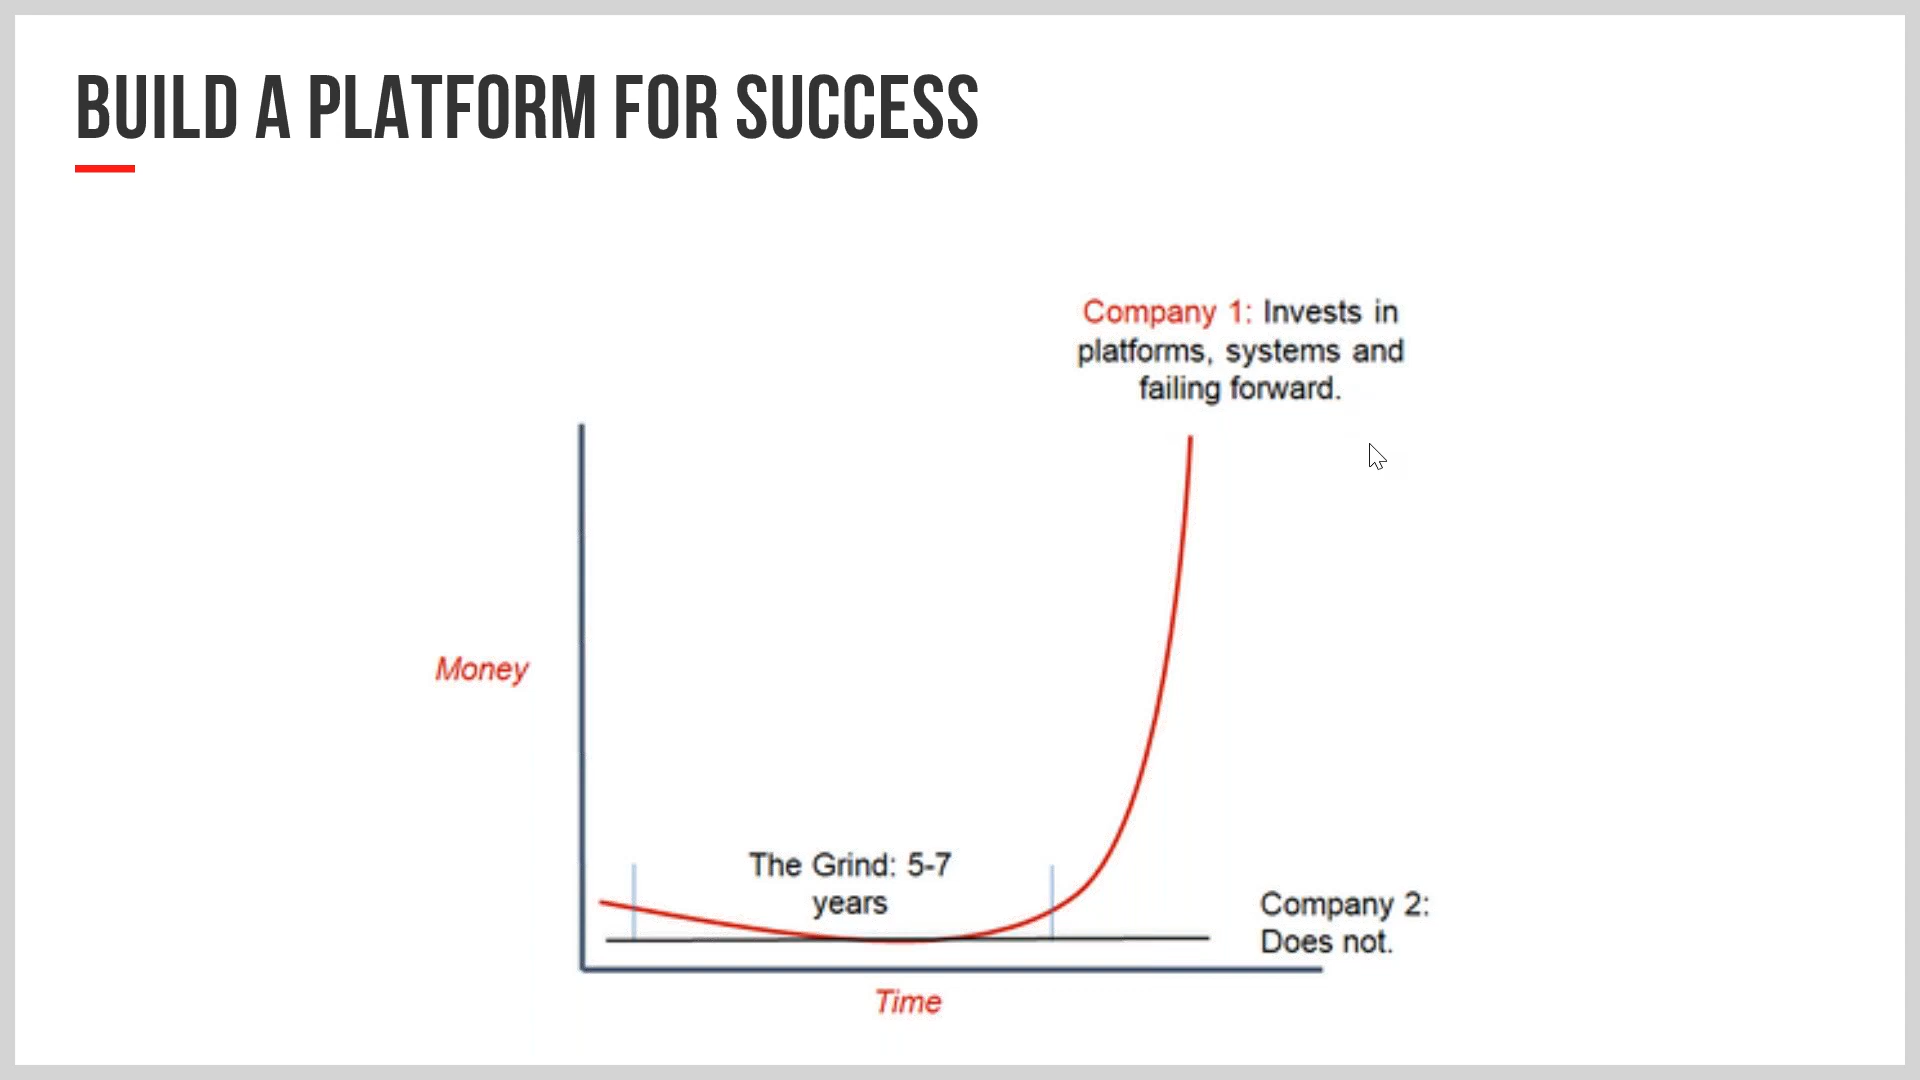 BUILD A PLATFORM FOR SUCCESS
Company 1: Invests in
platforms, systems and
failing forward.
Money
The Grind: 5-7
years
Company 2:
Does not.
Time